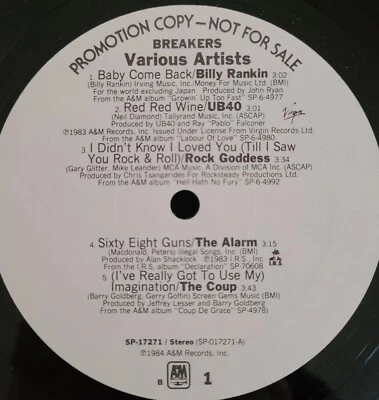 PROMOTION COPY—NOT FOR SALE
BREAKERS
Various Artists
1. Baby Come Back/Billy Rankin 3:02
(Billy Rankin) Irving Music, Inc./Money For Music Ltd. (BMI)
For the world excluding Japan Produced by John Ryan
From the A&M album "Growin' Up Too Fast" SP-6-4977
2. Red Red Wine/UB40 3:01
(Neil Diamond) Tallyrand Music, Inc. (ASCAP)
Produced by UB40 and Ray "Pablo" Falconer
Virgin
℗1983 A&M Records, Inc. Issued Under License From Virgin Records Ltd.
From the A&M album "Labour Of Love" SP-6-4980
3. I Didn't Know I Loved You (Till I Saw
You Rock & Roll)/Rock Goddess 3:34
(Gary Glitter, Mike Leander) MCA Music, A Division of MCA Inc. (ASCAP)
Produced by Chris Tsangarides For Rocksteady Productions Ltd.
From the A&M album "Hell Hath No Fury" SP-6-4992
4. Sixty Eight Guns/The Alarm 3:15
(Macdonald, Peters) Illegal Songs, Inc. (BMI)
Produced by Alan Shacklock ℗1983 I.R.S., Inc.
From the I.R.S. album "Declaration" SP-70608
5. (I've Really Got To Use My)
Imagination/The Coup 3:43
(Barry Goldberg, Gerry Goffin) Screen Gems Music (BMI)
Produced by Jeffrey Lesser and Barry Goldberg
(From the A&M album "Coup De Grace" SP-4978)
SP-17271 / Stereo (SP-017271-A)
℗1984 A&M Records, Inc.
B A&M 1